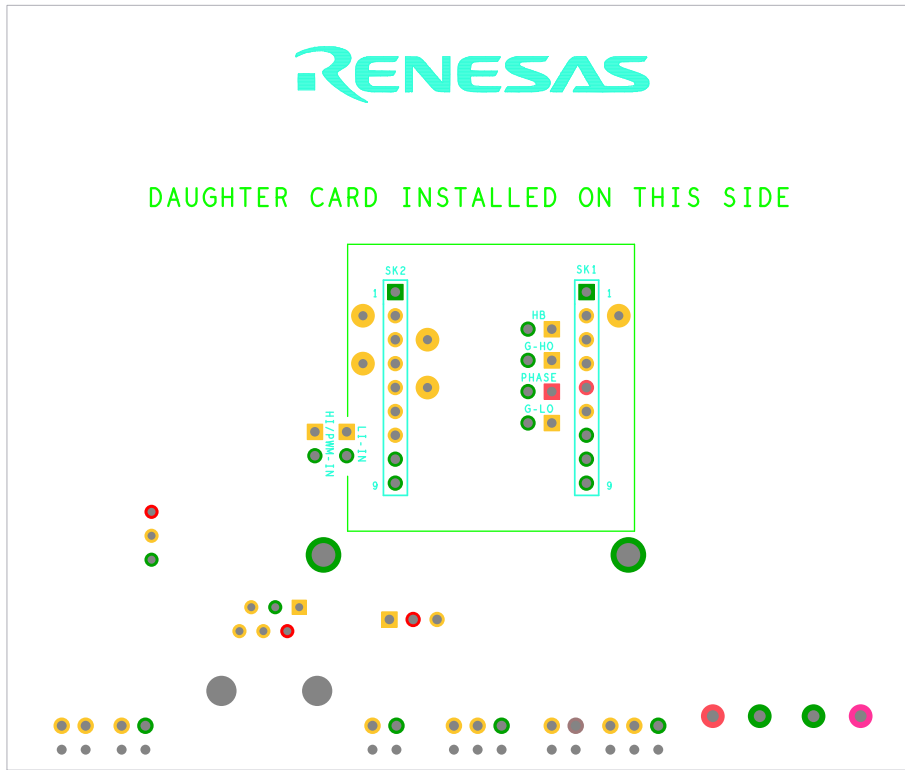 RENESAS
DAUGHTER CARD INSTALLED ON THIS SIDE
SK2 SK1
1 1
HB
G-HO
PHASE
G-LO
HI/PWM-IN
LI-IN
9 9